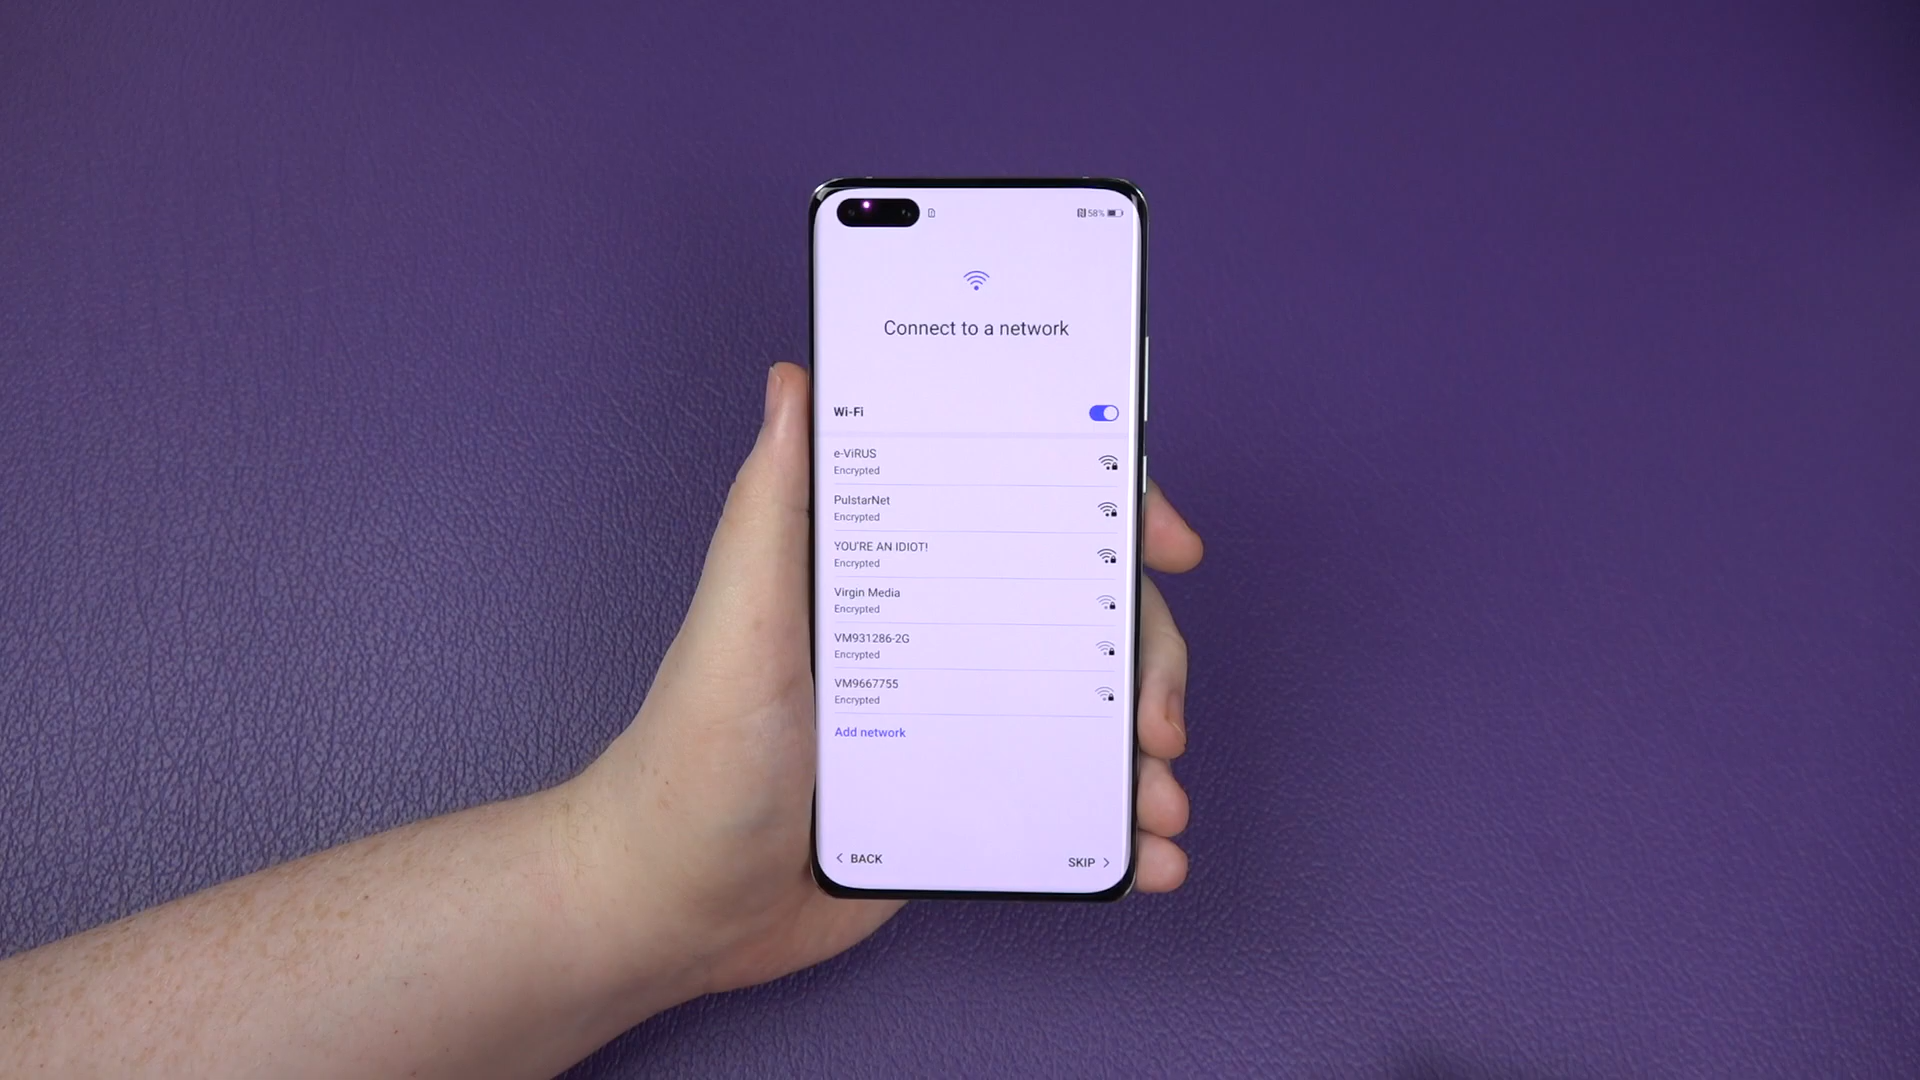 58%
Connect to a network
Wi-Fi
e-ViRUS
Encrypted
PulstarNet
Encrypted
YOU'RE AN IDIOT!
Encrypted
Virgin Media
Encrypted
VM931286-2G
Encrypted
VM9667755
Encrypted
Add network
BACK
SKIP